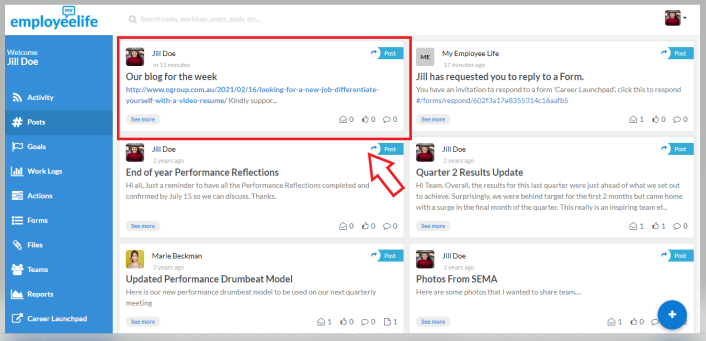 my
employeelife
Search tasks, worklogs, posts, goals, etc...
Welcome
Jill Doe
Activity
Posts
Goals
Work Logs
Actions
Forms
Files
Teams
Reports
Career Launchpad
Jill Doe
in 15 minutes
Post
Our blog for the week
http://www.ogroup.com.au/2021/02/16/looking-for-a-new-job-differentiate-
yourself-with-a-video-resume/ Kindly suppor...
See more
0 0 0
ME
My Employee Life
17 minutes ago
Post
Jill has requested you to reply to a Form.
You have an invitation to respond to a form 'Career Launchpad', click this to respond
#/forms/respond/602f3a17e8355314c16aafb5
See more
1 0 0
Jill Doe
2 years ago
Post
End of year Performance Reflections
Hi all, Just a reminder to have all the Performance Reflections completed and
confirmed by July 15 so we can discuss. Thanks.
See more
0 0 0
Jill Doe
2 years ago
Post
Quarter 2 Results Update
Hi Team. Overall, the results for this last quarter were just ahead of what we set out
to achieve. Surprisingly, we were behind target for the first 2 months but came home
with a surge in the final month of the quarter. This really is an inspiring team ef...
See more
1 1 0
Marie Beckman
2 years ago
Post
Updated Performance Drumbeat Model
Here is our new performance drumbeat model to be used on our next quarterly
meeting
See more
1 0 0 1
Jill Doe
2 years ago
Post
Photos From SEMA
Here are some photos that I wanted to share team....
See more
1 0 0